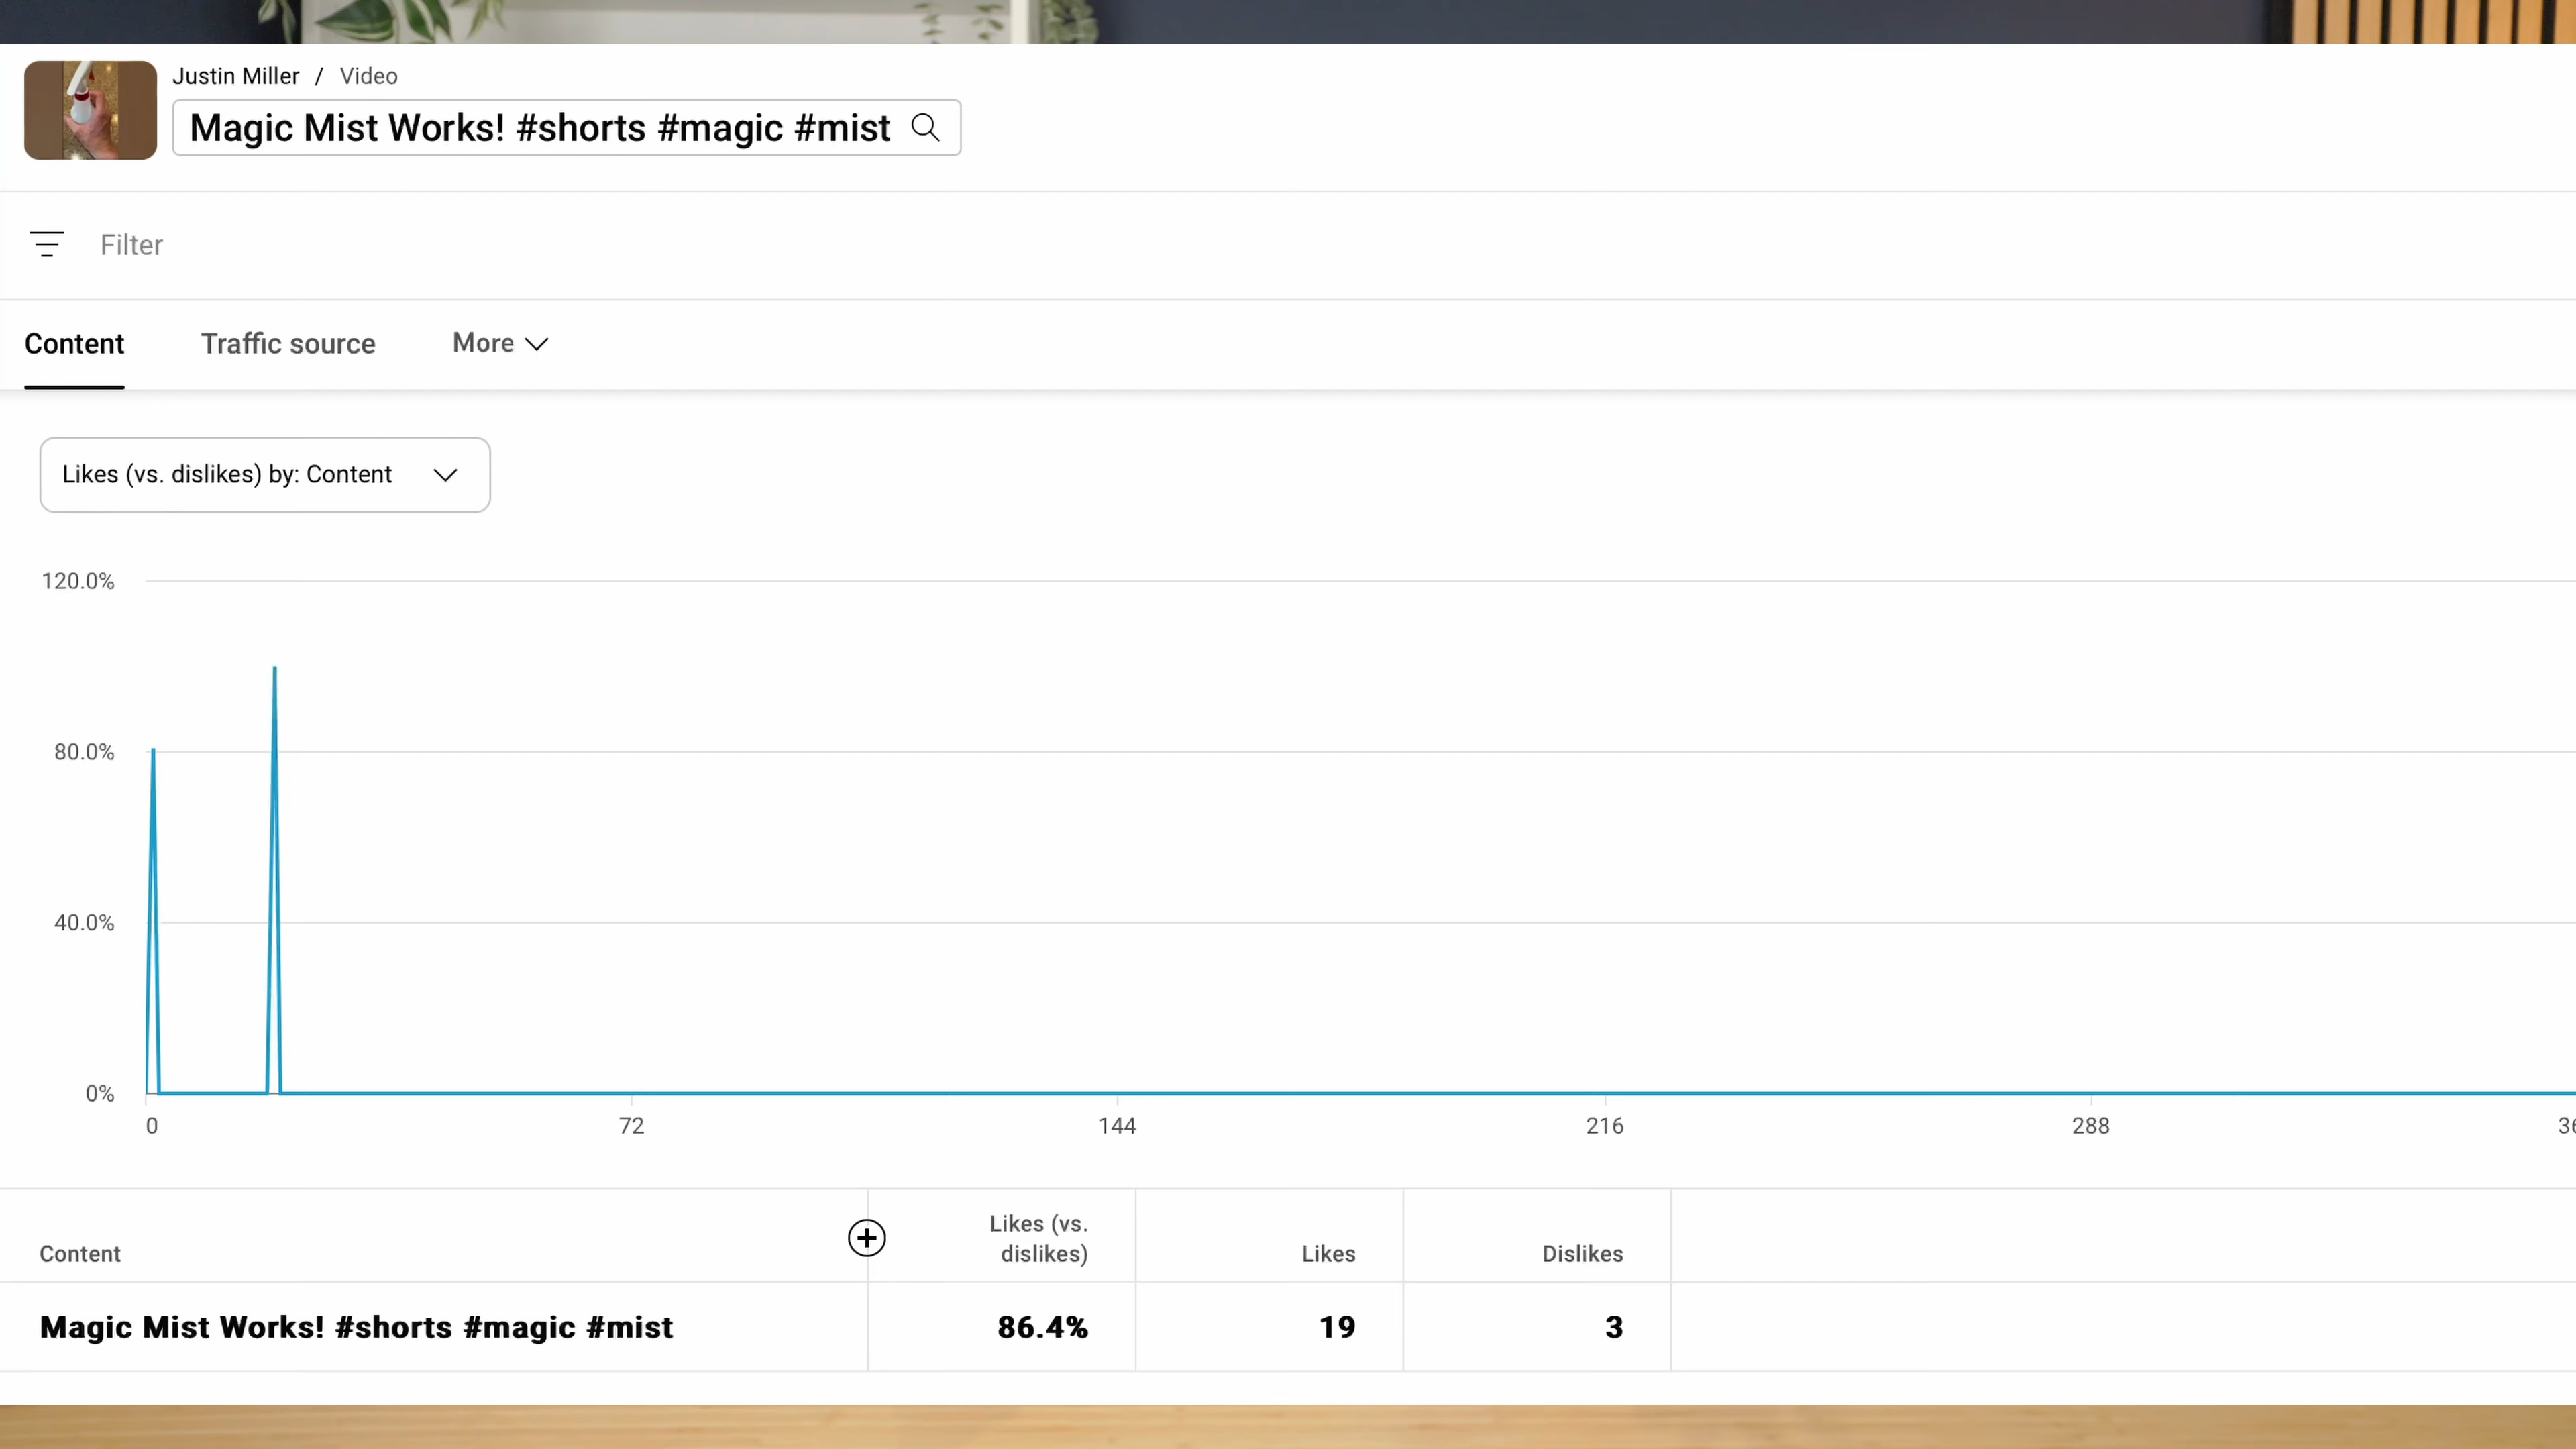 Justin Miller / Video
Magic Mist Works! #shorts #magic #mist
Filter
Content Traffic source More
Likes (vs. dislikes) by: Content
120.0%
80.0%
40.0%
0%
0 72 144 216 288
Content Likes (vs. dislikes) Likes Dislikes
Magic Mist Works! #shorts #magic #mist 86.4% 19 3